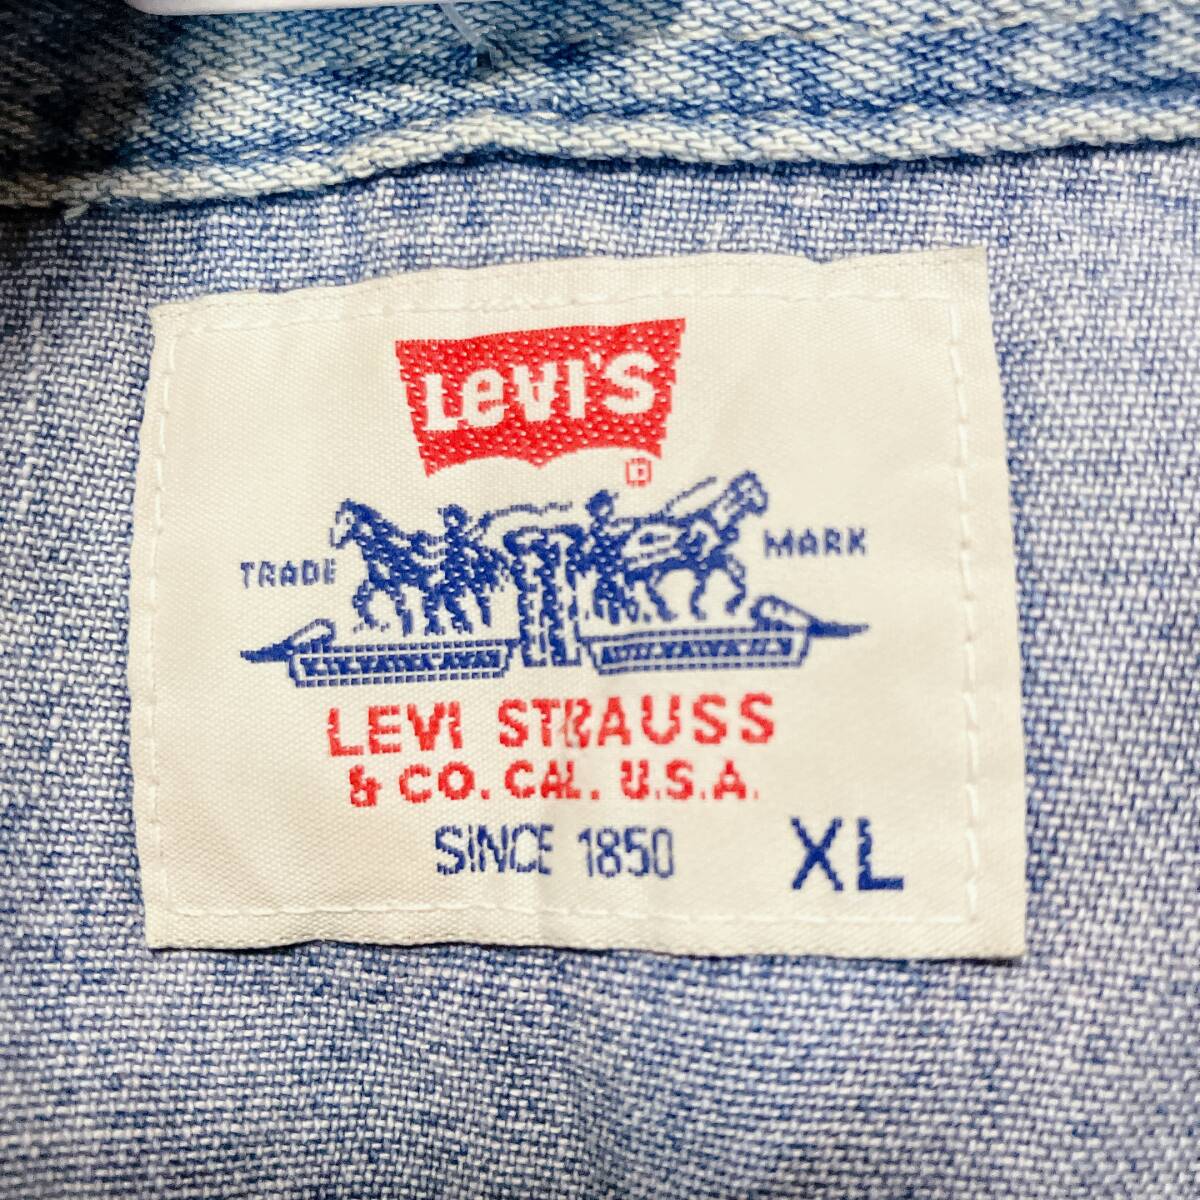 LEVI'S
®
TRADE MARK
LEVI STRAUSS
& CO. CAL. U.S.A.
SINCE 1850 XL